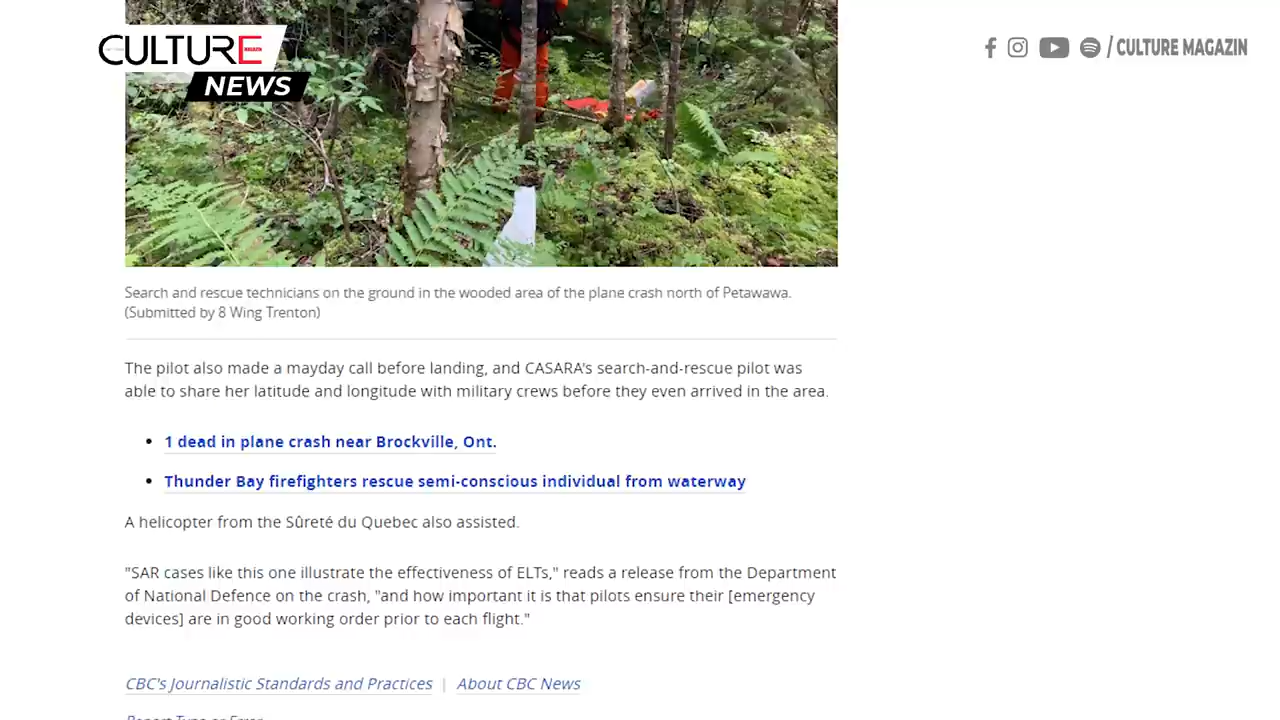 CULTURE
NEWS
/ CULTURE MAGAZIN
Search and rescue technicians on the ground in the wooded area of the plane crash north of Petawawa.
(Submitted by 8 Wing Trenton)
The pilot also made a mayday call before landing, and CASARA's search-and-rescue pilot was
able to share her latitude and longitude with military crews before they even arrived in the area.
• 1 dead in plane crash near Brockville, Ont.
• Thunder Bay firefighters rescue semi-conscious individual from waterway
A helicopter from the Sûreté du Quebec also assisted.
"SAR cases like this one illustrate the effectiveness of ELTs," reads a release from the Department
of National Defence on the crash, "and how important it is that pilots ensure their [emergency
devices] are in good working order prior to each flight."
CBC's Journalistic Standards and Practices | About CBC News
Report Typo or Error